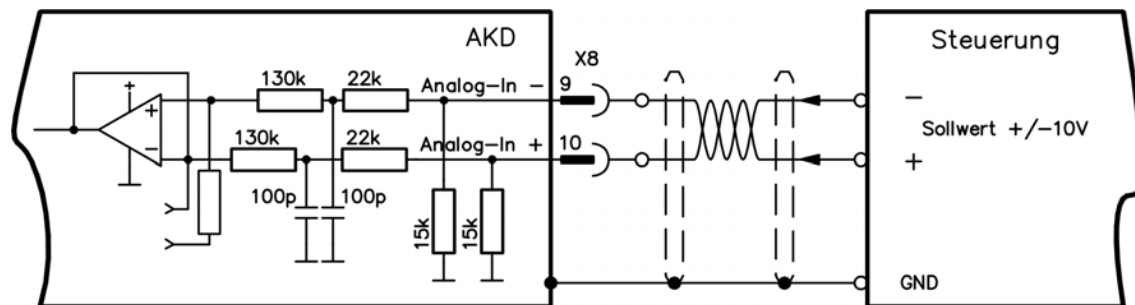 AKD
X8
Steuerung
130k
22k
Analog-In -
9
-
+
Sollwert +/-10V
-
130k
22k
Analog-In +
10
+
100p
100p
15k
15k
GND
+